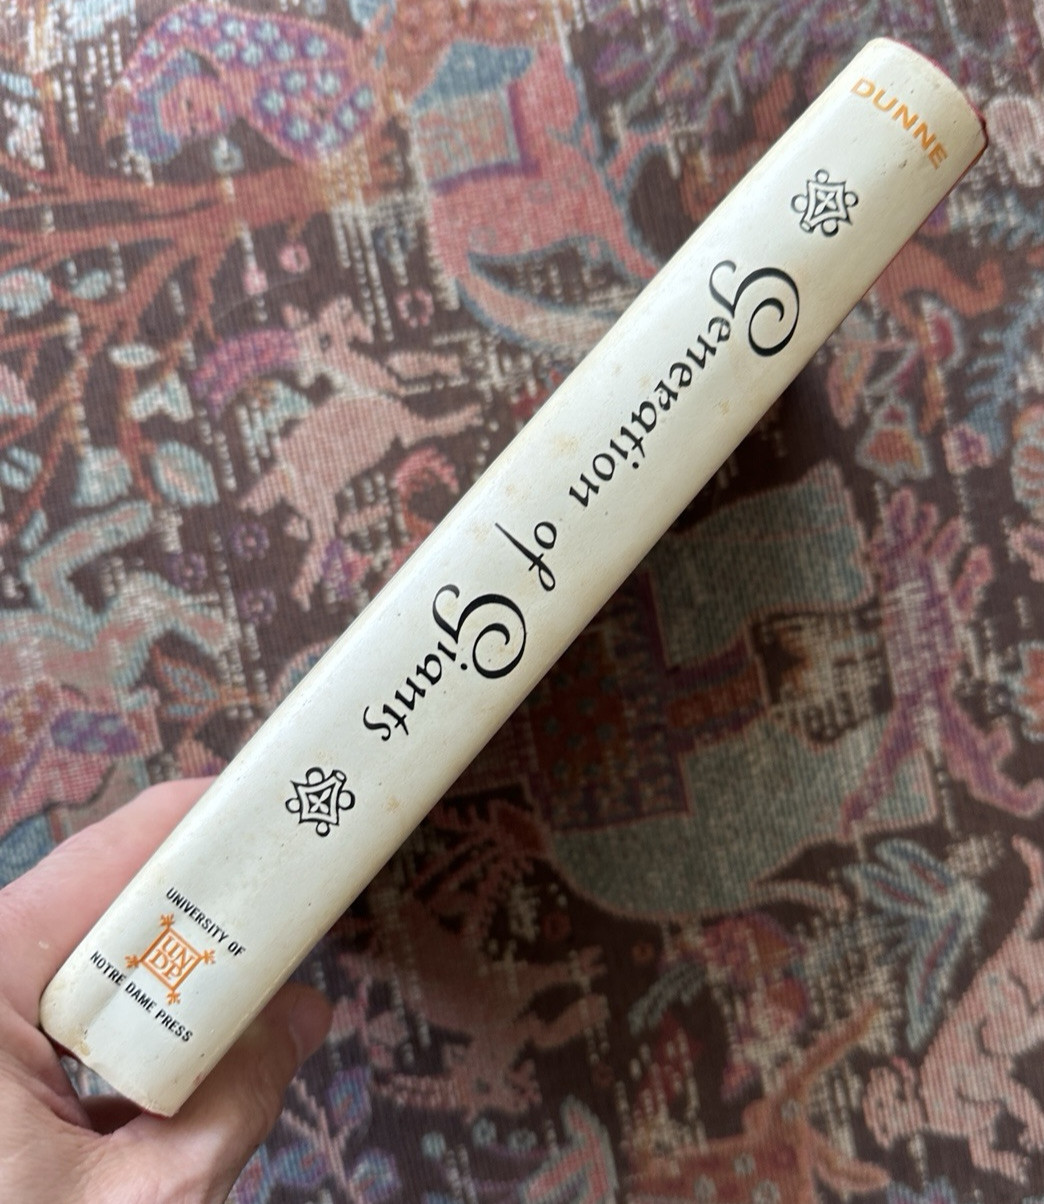 DUNNE
Generation of Giants
UNIVERSITY OF
UN
DP
NOTRE DAME PRESS